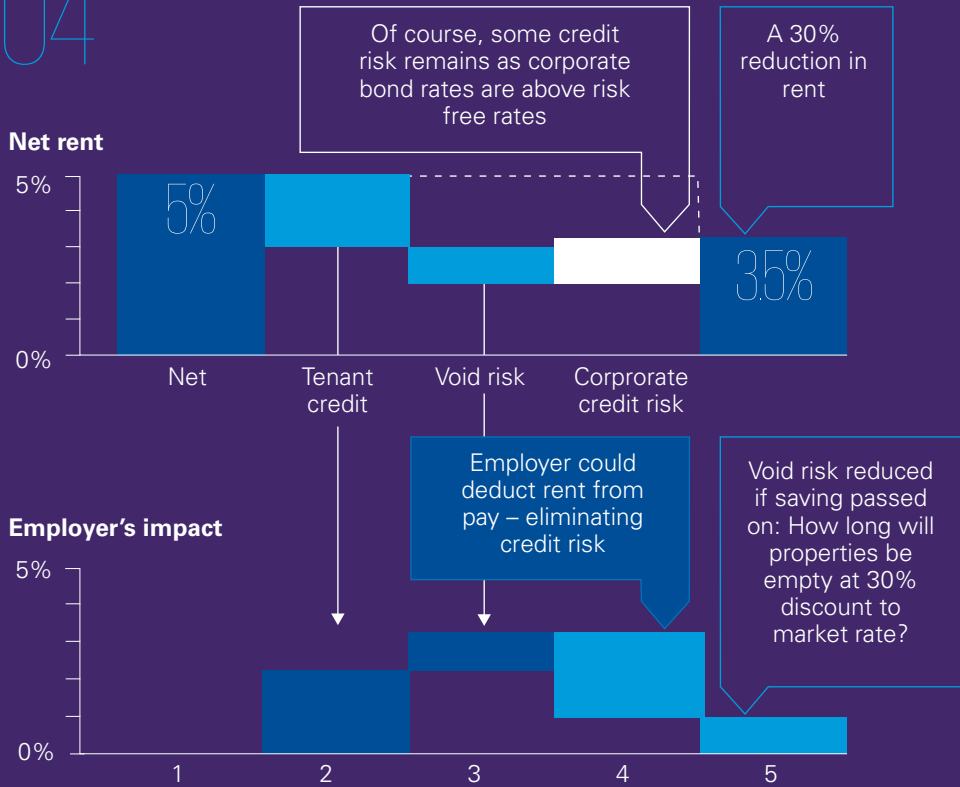 04
Of course, some credit
risk remains as corporate
bond rates are above risk
free rates
A 30%
reduction in
rent
Net rent
5%
5%
3.5%
0%
Net
Tenant
credit
Void risk
Corprorate
credit risk
Employer could
deduct rent from
pay – eliminating
credit risk
Void risk reduced
if saving passed
on: How long will
properties be
empty at 30%
discount to
market rate?
Employer's impact
5%
0%
1
2
3
4
5